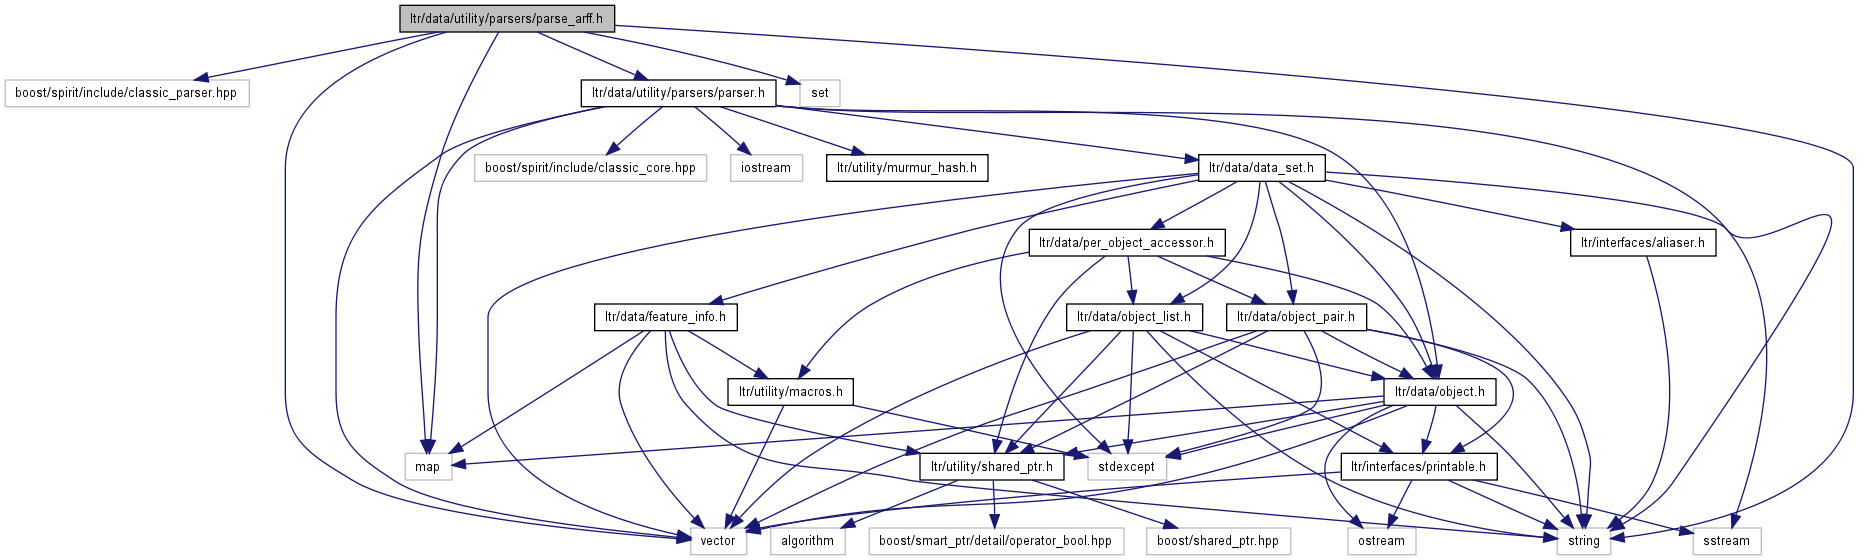 ltr/data/utility/parsers/parse_arff.h
boost/spirit/include/classic_parser.hpp
ltr/data/utility/parsers/parser.h
set
boost/spirit/include/classic_core.hpp
iostream
ltr/utility/murmur_hash.h
ltr/data/data_set.h
ltr/data/per_object_accessor.h
ltr/interfaces/aliaser.h
ltr/data/feature_info.h
ltr/data/object_list.h
ltr/data/object_pair.h
ltr/utility/macros.h
ltr/data/object.h
map
ltr/utility/shared_ptr.h
stdexcept
ltr/interfaces/printable.h
vector
algorithm
boost/smart_ptr/detail/operator_bool.hpp
boost/shared_ptr.hpp
ostream
string
sstream